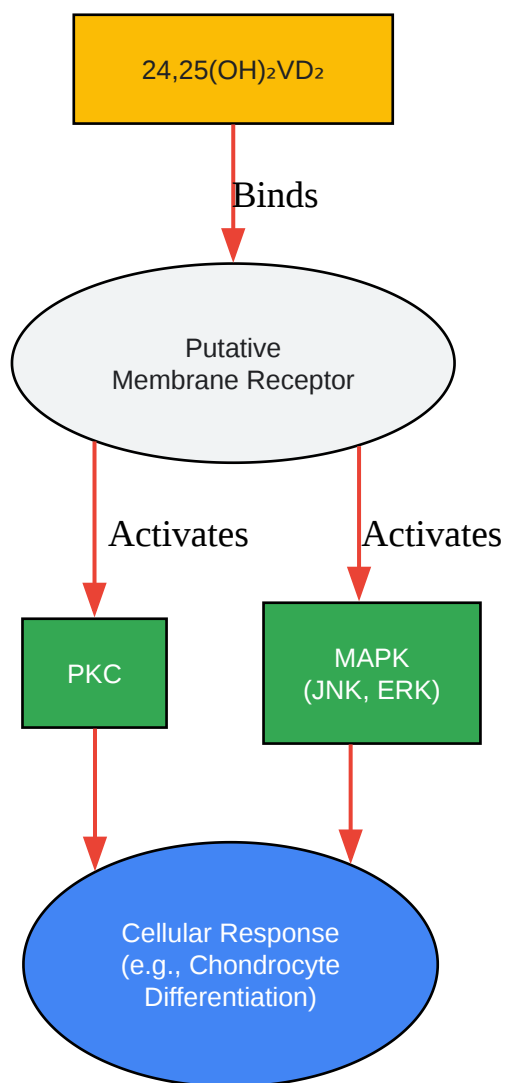 24,25(OH)₂VD₂
Binds
Putative
Membrane Receptor
Activates
Activates
PKC
MAPK
(JNK, ERK)
Cellular Response
(e.g., Chondrocyte
Differentiation)